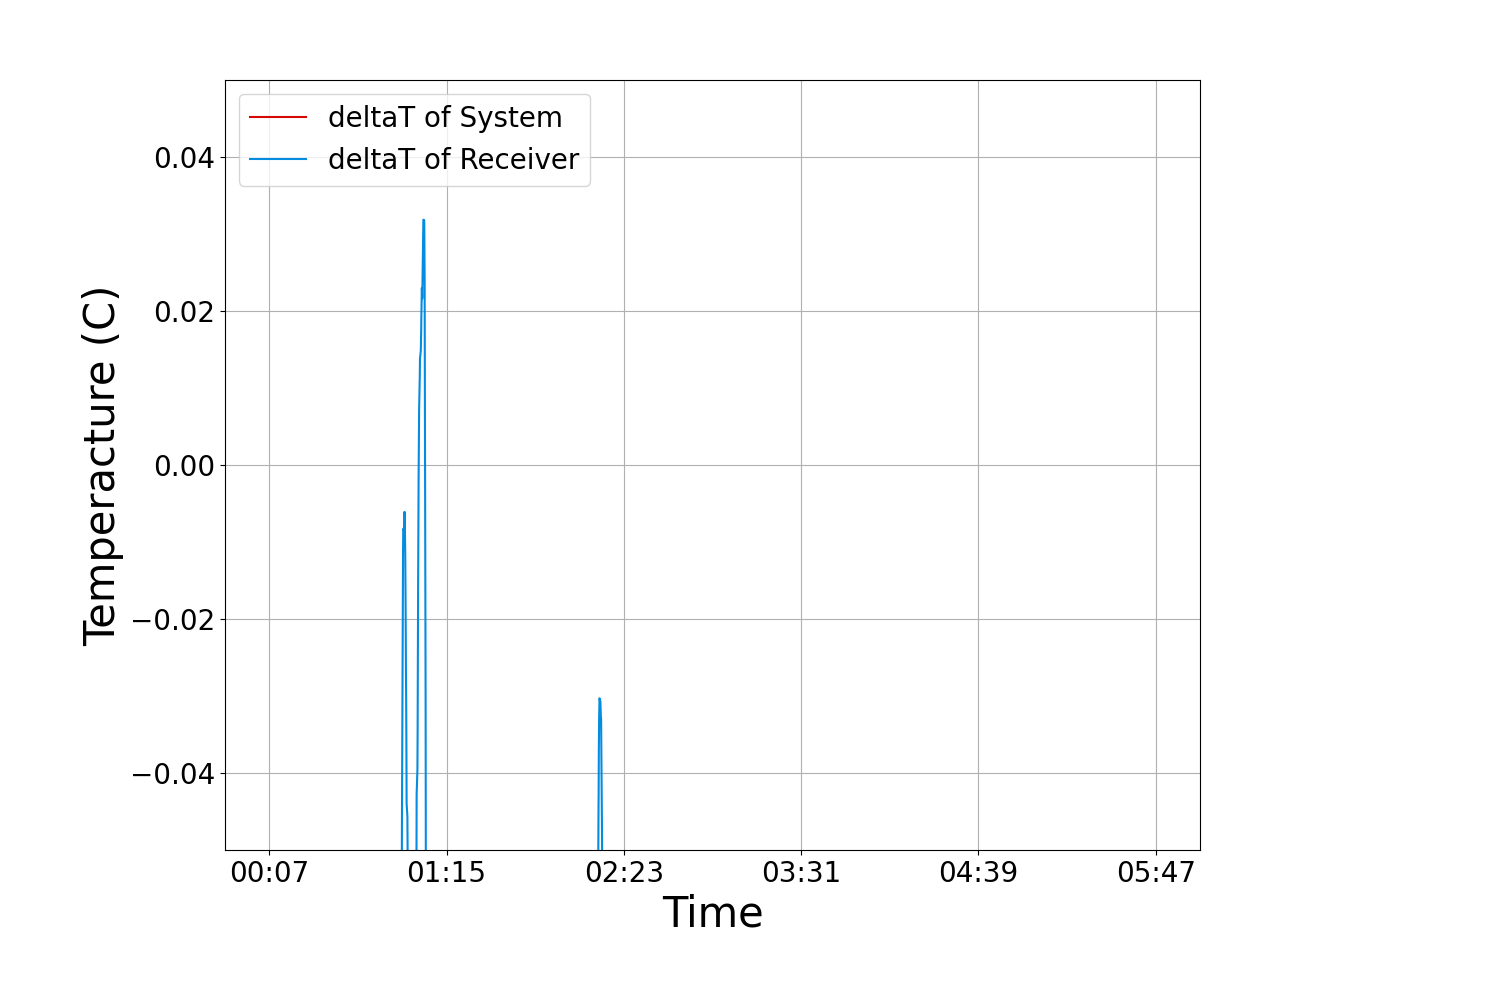 deltaT of System
deltaT of Receiver
0.04
0.02
0.00
−0.02
−0.04
Temperacture (C)
00:07 01:15 02:23 03:31 04:39 05:47
Time